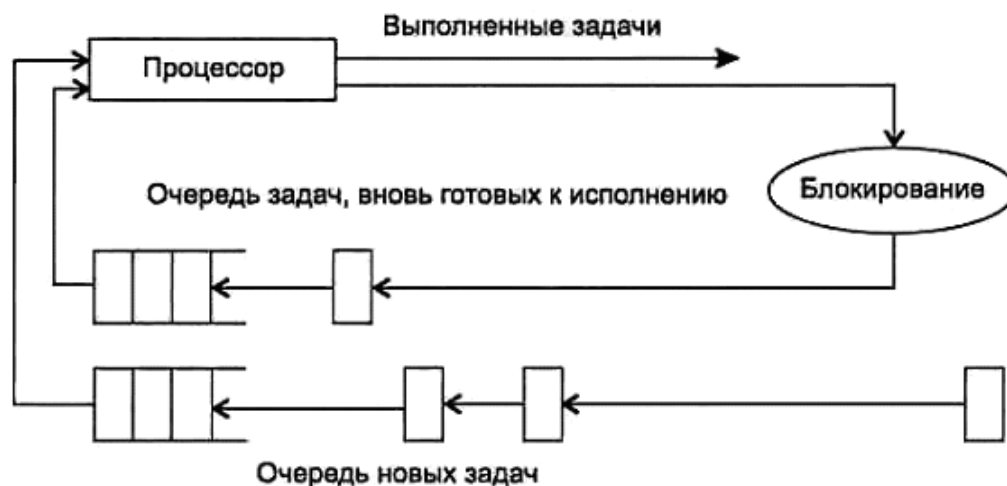 Выполненные задачи
Процессор
Блокирование
Очередь задач, вновь готовых к исполнению
Очередь новых задач